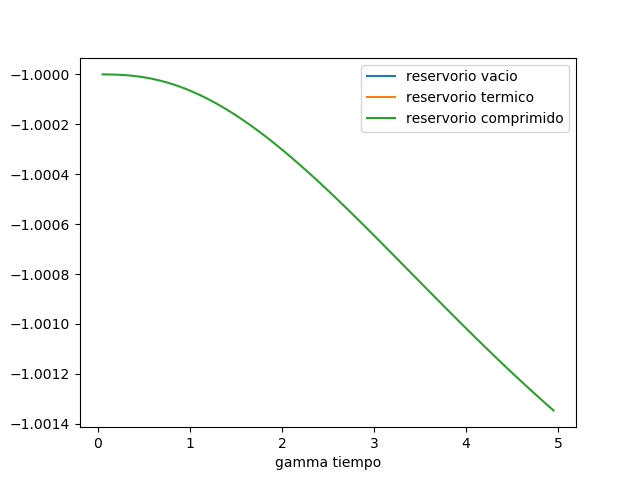 −1.0000
−1.0002
−1.0004
−1.0006
−1.0008
−1.0010
−1.0012
−1.0014
reservorio vacio
reservorio termico
reservorio comprimido
0 1 2 3 4 5
gamma tiempo